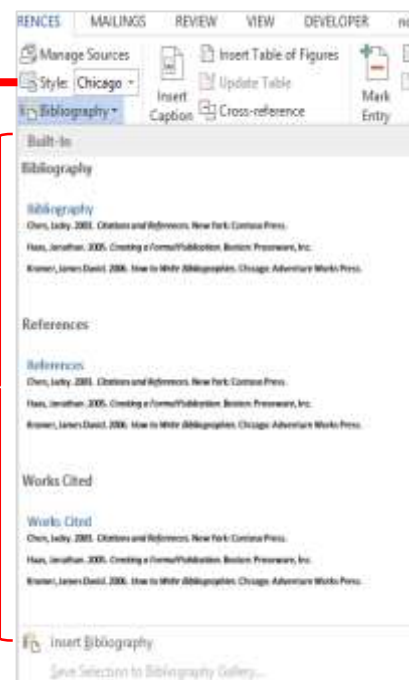 RENCES MAILINGS REVIEW VIEW DEVELOPER
Manage Sources Insert Table of Figures
Style: Chicago Update Table
Bibliography Insert Caption Cross-reference Mark Entry
Built-In
Bibliography
Bibliography
Chen, Jacky. 2003. Citations and References. New York: Contoso Press.
Haas, Jonathan. 2005. Creating a Formal Publication. Boston: Proseware, Inc.
Kramer, James David. 2006. How to Write Bibliographies. Chicago: Adventure Works Press.
References
References
Chen, Jacky. 2003. Citations and References. New York: Contoso Press.
Haas, Jonathan. 2005. Creating a Formal Publication. Boston: Proseware, Inc.
Kramer, James David. 2006. How to Write Bibliographies. Chicago: Adventure Works Press.
Works Cited
Works Cited
Chen, Jacky. 2003. Citations and References. New York: Contoso Press.
Haas, Jonathan. 2005. Creating a Formal Publication. Boston: Proseware, Inc.
Kramer, James David. 2006. How to Write Bibliographies. Chicago: Adventure Works Press.
Insert Bibliography
Save Selection to Bibliography Gallery...